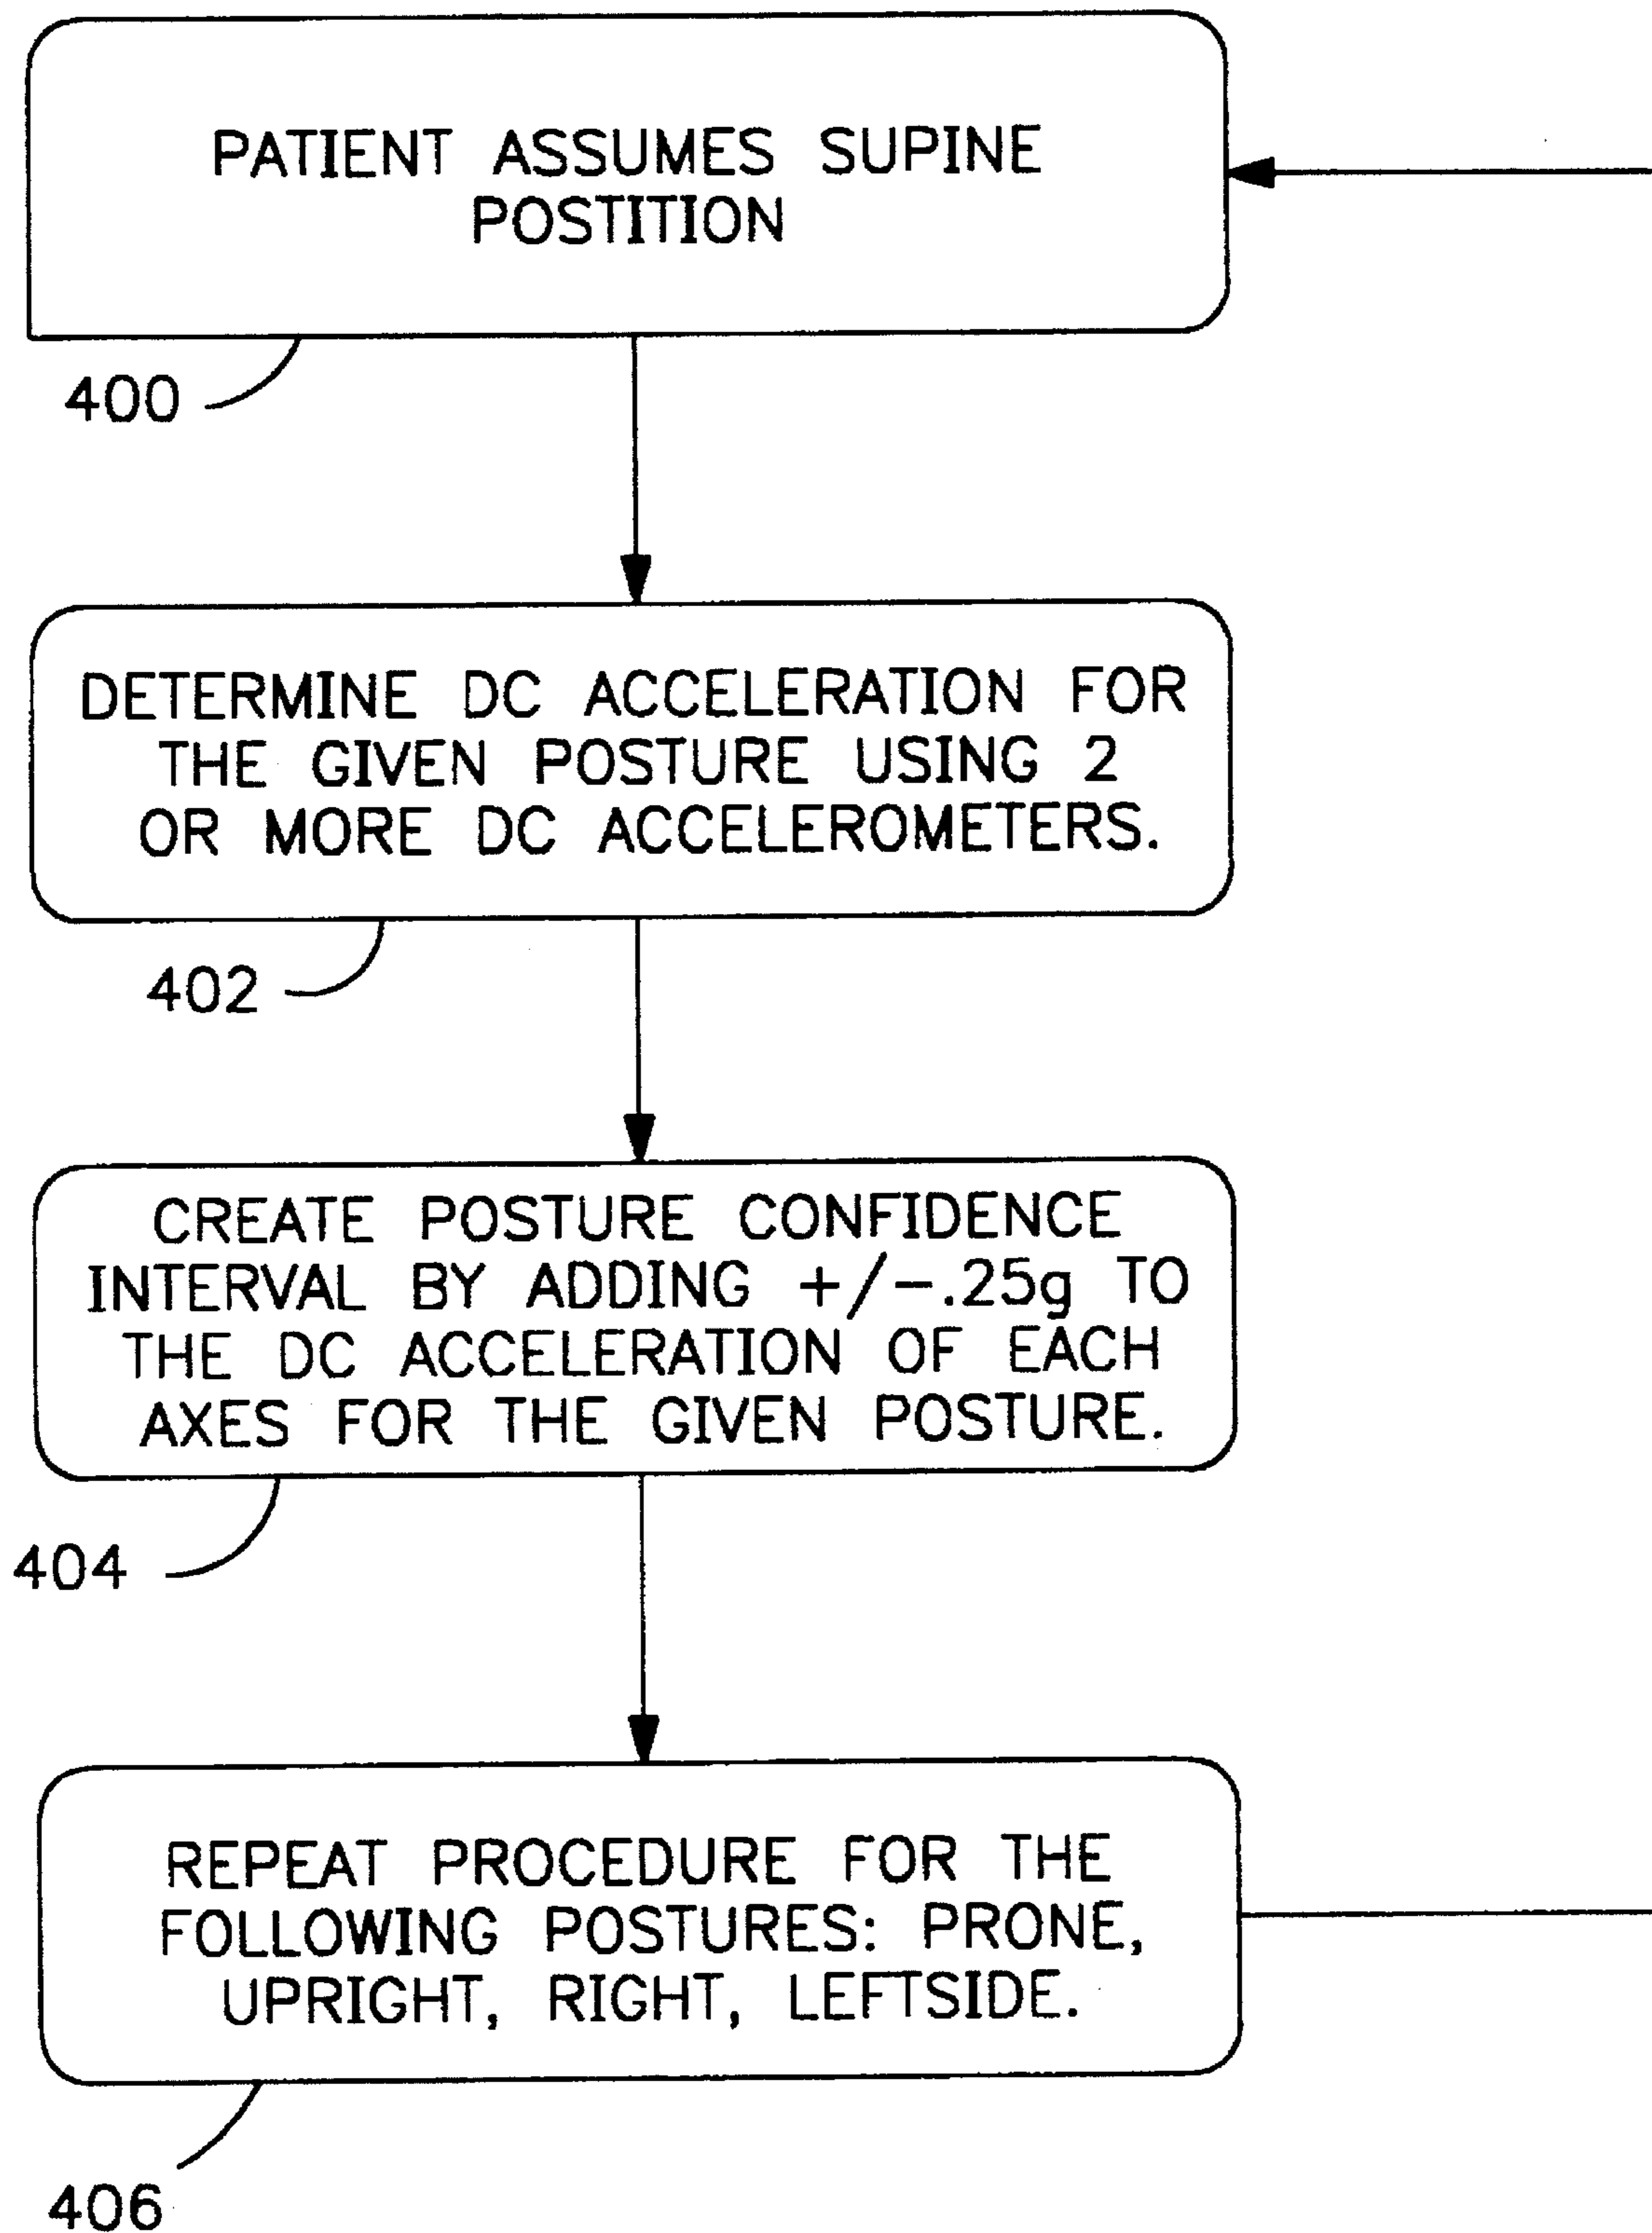 PATIENT ASSUMES SUPINE
POSTITION
400
DETERMINE DC ACCELERATION FOR
THE GIVEN POSTURE USING 2
OR MORE DC ACCELEROMETERS.
402
CREATE POSTURE CONFIDENCE
INTERVAL BY ADDING +/-.25g TO
THE DC ACCELERATION OF EACH
AXES FOR THE GIVEN POSTURE.
404
REPEAT PROCEDURE FOR THE
FOLLOWING POSTURES: PRONE,
UPRIGHT, RIGHT, LEFTSIDE.
406